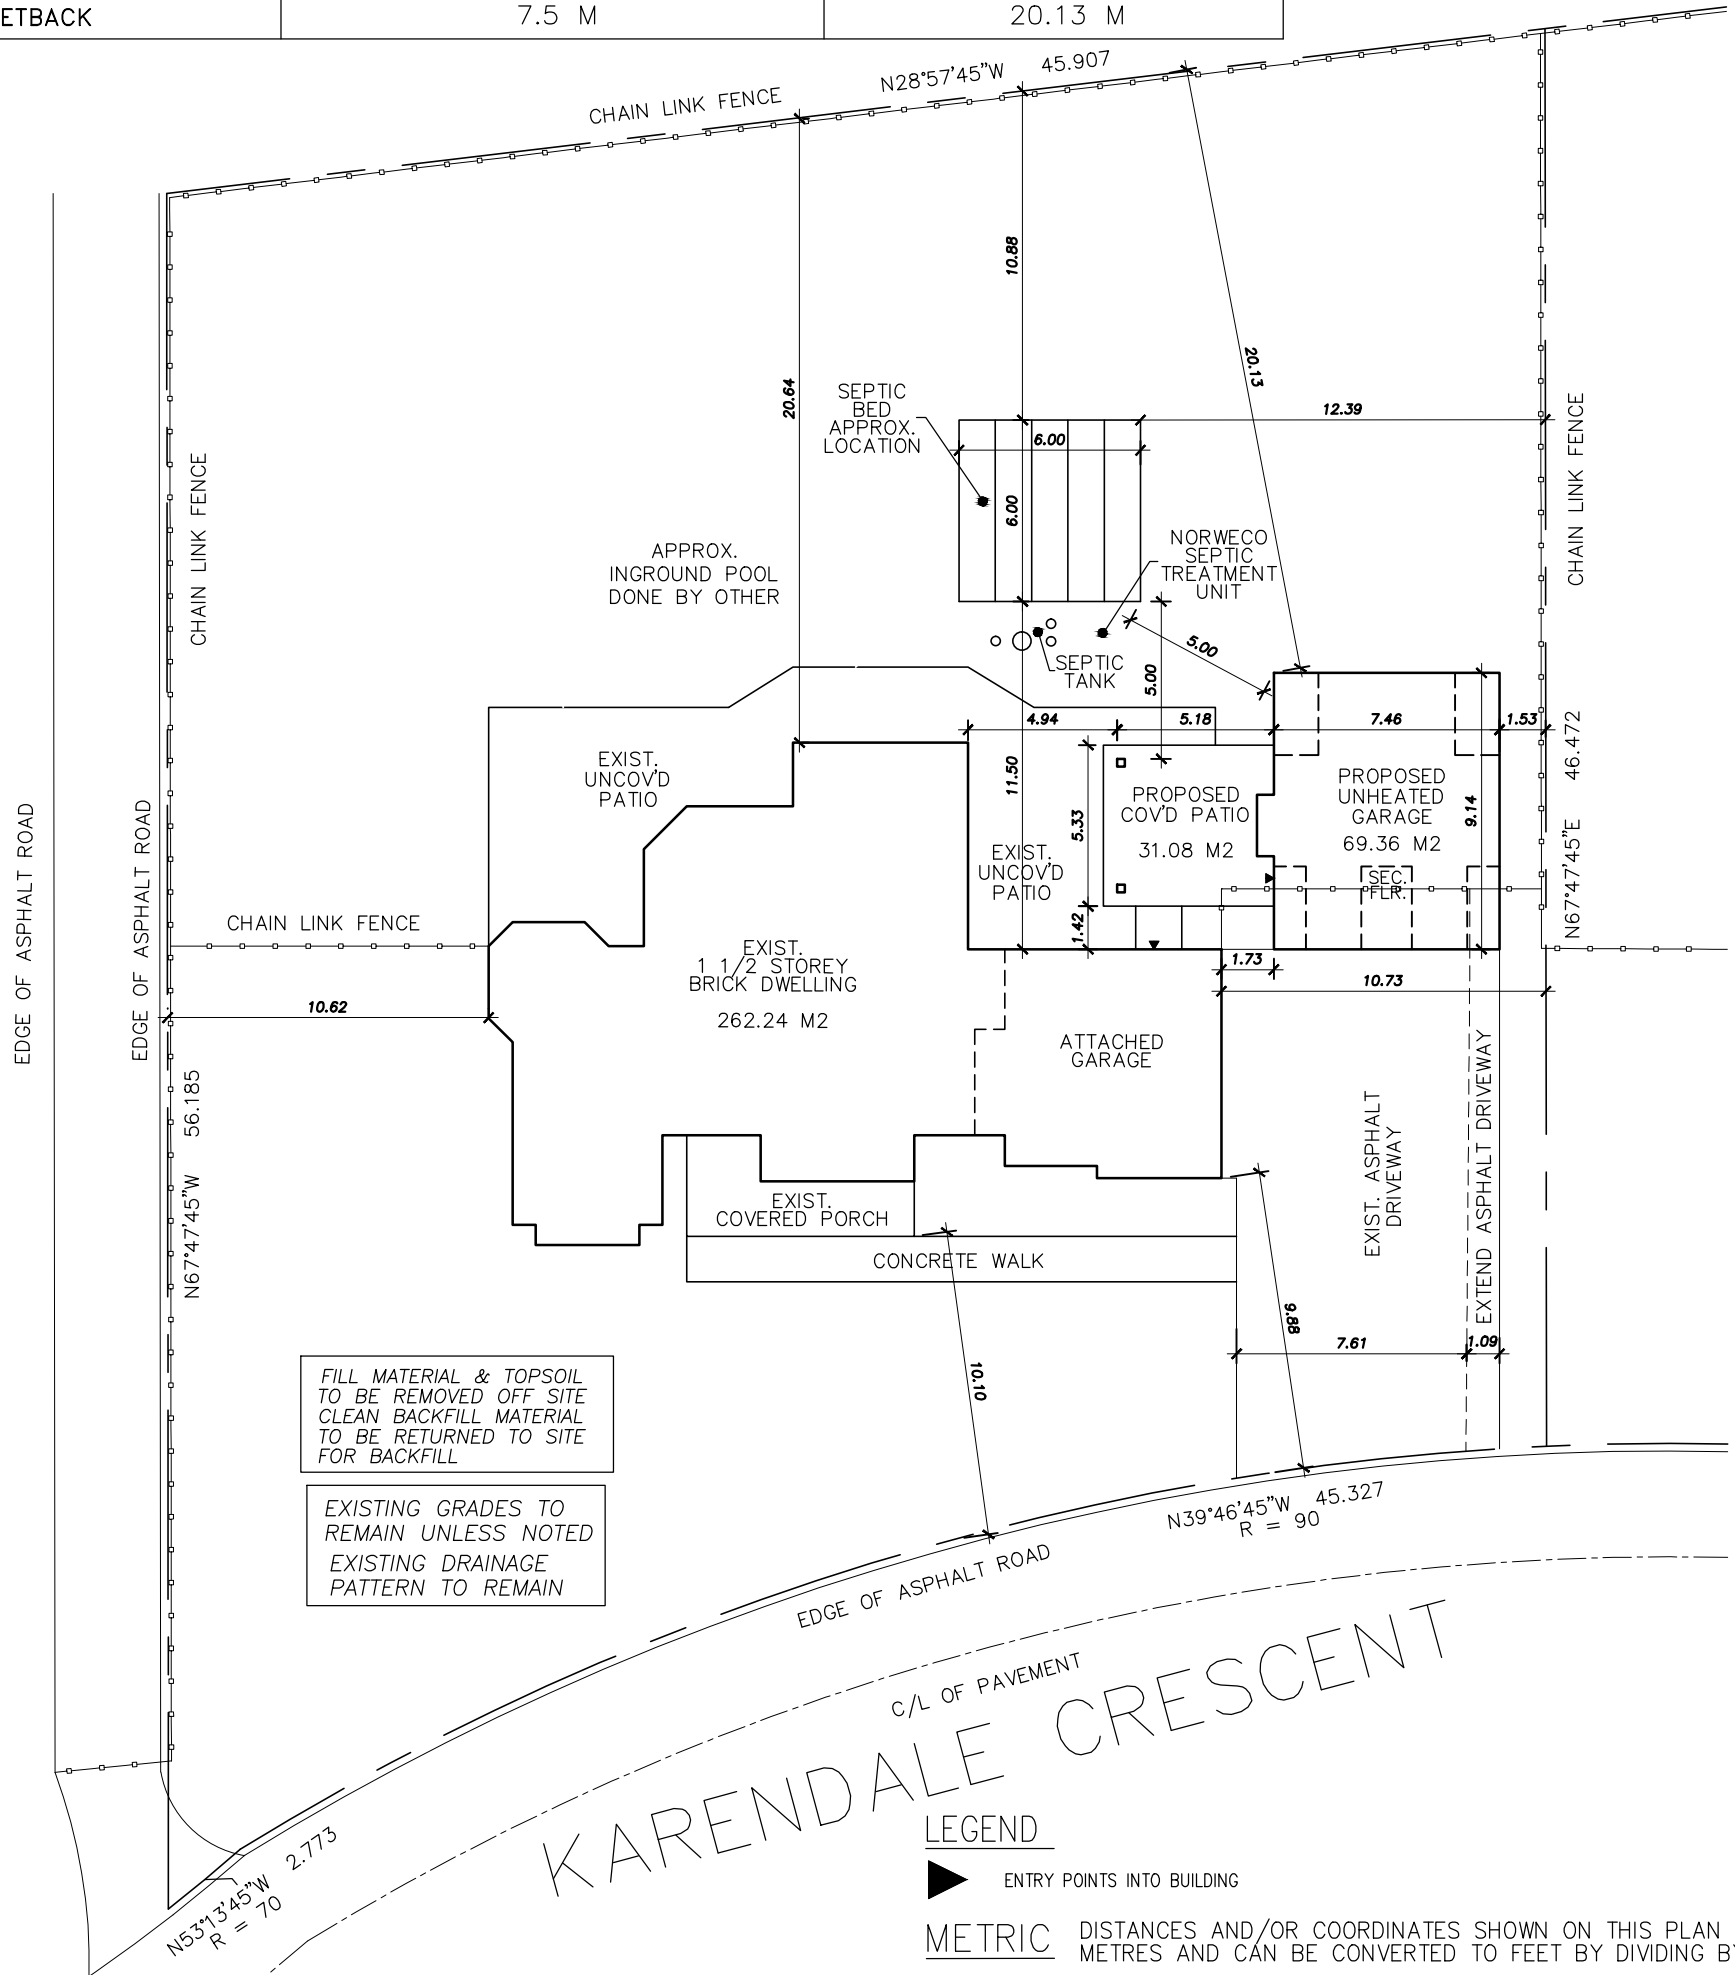 ETBACK
7.5 M
20.13 M
N28°57'45"W 45.907
CHAIN LINK FENCE
10.88
20.64
20.13
SEPTIC
BED
APPROX.
LOCATION
6.00
12.39
6.00
CHAIN LINK FENCE
CHAIN LINK FENCE
APPROX.
INGROUND POOL
DONE BY OTHER
NORWECO
SEPTIC
TREATMENT
UNIT
SEPTIC
TANK
5.00
5.00
4.94
5.18
7.46
1.53
N67°47'45"E 46.472
EXIST.
UNCOV'D
PATIO
11.50
5.33
PROPOSED
COV'D PATIO
31.08 M2
PROPOSED
UNHEATED
GARAGE
69.36 M2
9.14
SEC.
FLR.
EXIST.
UNCOV'D
PATIO
1.42
EDGE OF ASPHALT ROAD
EDGE OF ASPHALT ROAD
CHAIN LINK FENCE
10.62
EXIST.
1 1/2 STOREY
BRICK DWELLING
262.24 M2
1.73
10.73
ATTACHED
GARAGE
N67°47'45"W 56.185
EXIST. ASPHALT
DRIVEWAY
EXTEND ASPHALT DRIVEWAY
EXIST.
COVERED PORCH
CONCRETE WALK
10.10
9.88
7.61
1.09
FILL MATERIAL & TOPSOIL
TO BE REMOVED OFF SITE
CLEAN BACKFILL MATERIAL
TO BE RETURNED TO SITE
FOR BACKFILL
EXISTING GRADES TO
REMAIN UNLESS NOTED
EXISTING DRAINAGE
PATTERN TO REMAIN
N39°46'45"W 45.327
R = 90
EDGE OF ASPHALT ROAD
C/L OF PAVEMENT
KARENDALE CRESCENT
N53°13'45"W 2.773
R = 70
LEGEND
ENTRY POINTS INTO BUILDING
METRIC DISTANCES AND/OR COORDINATES SHOWN ON THIS PLAN
METRES AND CAN BE CONVERTED TO FEET BY DIVIDING B